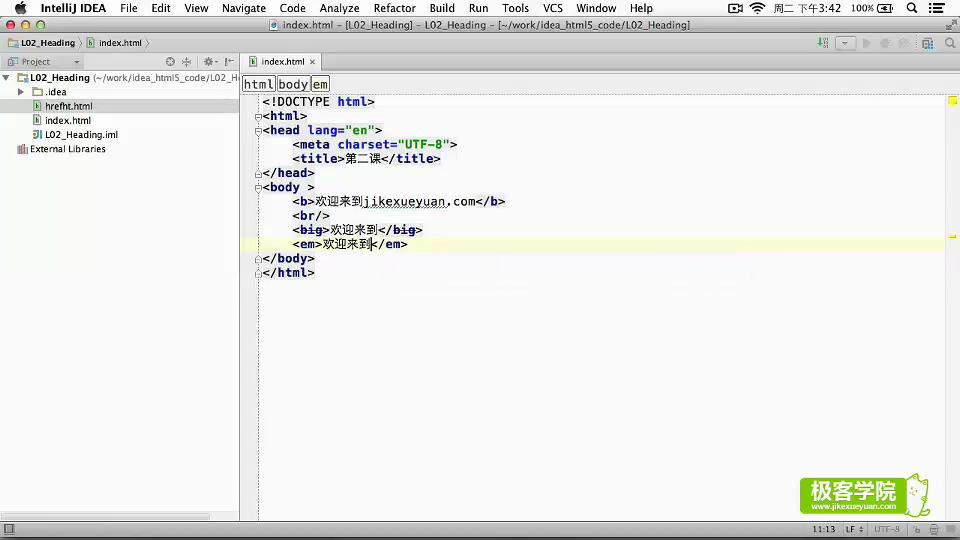 IntelliJ IDEA File Edit View Navigate Code Analyze Refactor Build Run Tools VCS Window Help 周二 下午3:42 100%
index.html - [L02_Heading] - L02_Heading - [~/work/idea_html5_code/L02_Heading]
L02_Heading index.html
Project
index.html
L02_Heading (~/work/idea_html5_code/L02_H
.idea
hrefht.html
index.html
L02_Heading.iml
External Libraries
html body em
<!DOCTYPE html>
<html>
<head lang="en">
<meta charset="UTF-8">
<title>第二课</title>
</head>
<body >
<b>欢迎来到jikexueyuan.com</b>
<br/>
<big>欢迎来到</big>
<em>欢迎来到</em>
</body>
</html>
极客学院
www.jikexueyuan.com
11:13 LF UTF-8